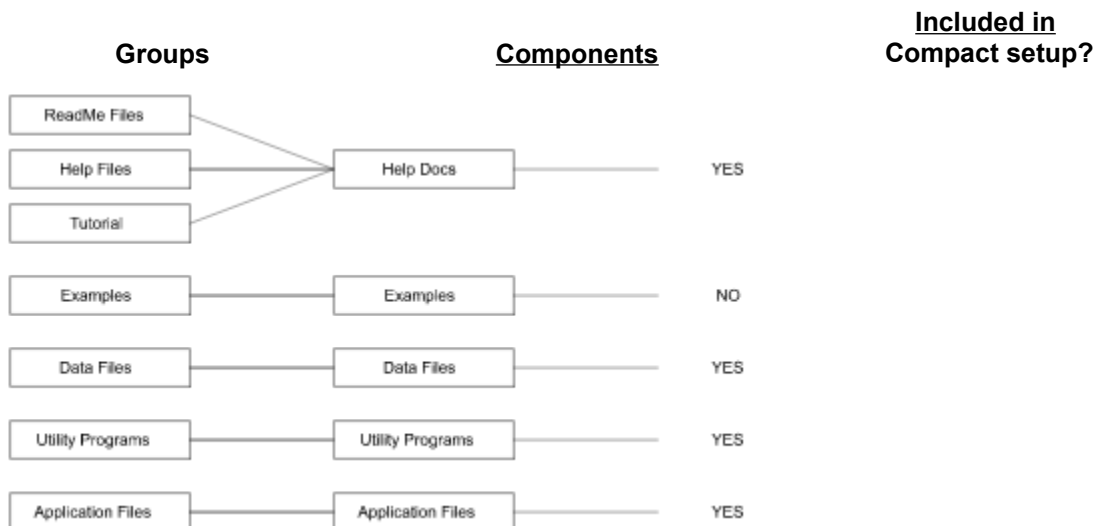 Groups
Components
Included in
Compact setup?
ReadMe Files
Help Files
Help Docs
YES
Tutorial
Examples
Examples
NO
Data Files
Data Files
YES
Utility Programs
Utility Programs
YES
Application Files
Application Files
YES